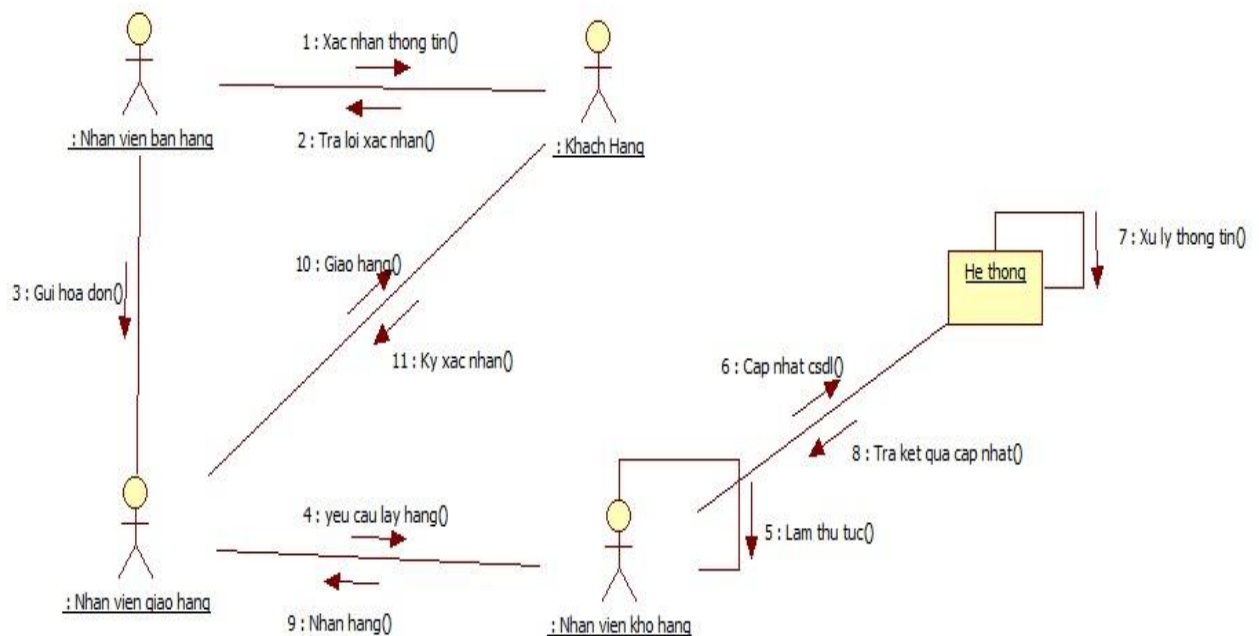 1 : Xac nhan thong tin()
2 : Tra loi xac nhan()
: Nhan vien ban hang
: Khach Hang
7 : Xu ly thong tin()
He thong
10 : Giao hang()
3 : Gui hoa don()
11 : Ky xac nhan()
6 : Cap nhat csdl()
8 : Tra ket qua cap nhat()
4 : yeu cau lay hang()
5 : Lam thu tuc()
: Nhan vien giao hang
9 : Nhan hang()
: Nhan vien kho hang